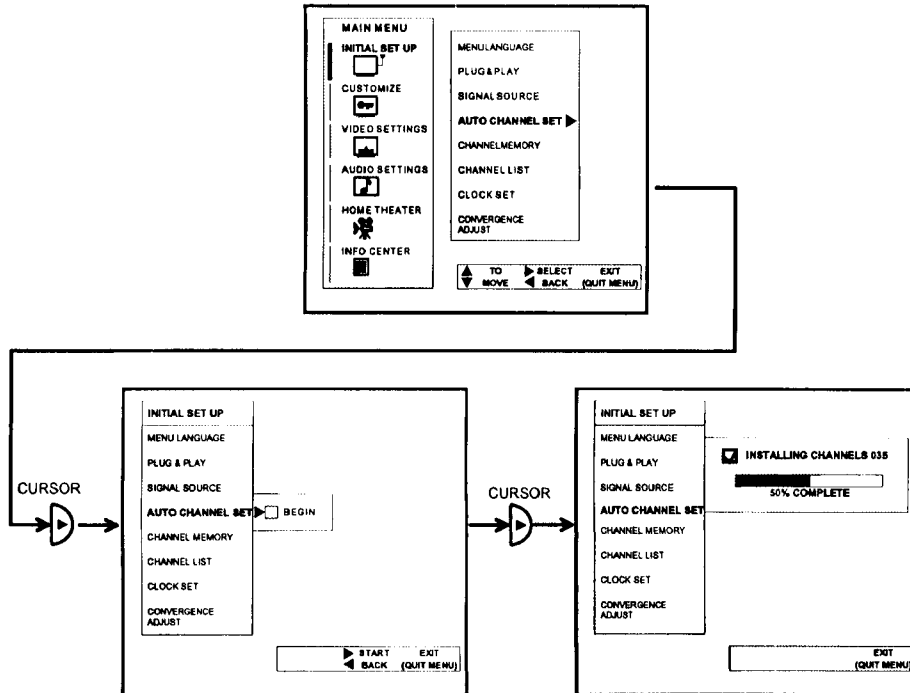 MAIN MENU
INITIAL SET UP
CUSTOMIZE
VIDEO SETTINGS
AUDIO SETTINGS
HOME THEATER
INFO CENTER
MENULANGUAGE
PLUG&PLAY
SIGNAL SOURCE
AUTO CHANNEL SET
CHANNELMEMORY
CHANNEL LIST
CLOCK SET
CONVERGENCE
ADJUST
TO SELECT EXIT
MOVE BACK (QUIT MENU)
CURSOR
INITIAL SET UP
MENU LANGUAGE
PLUG & PLAY
SIGNAL SOURCE
AUTO CHANNEL SET BEGIN
CHANNEL MEMORY
CHANNEL LIST
CLOCK SET
CONVERGENCE
ADJUST
START EXIT
BACK (QUIT MENU)
CURSOR
INITIAL SET UP
MENU LANGUAGE
PLUG & PLAY
SIGNAL SOURCE
AUTO CHANNEL SET
CHANNEL MEMORY
CHANNEL LIST
CLOCK SET
CONVERGENCE
ADJUST
INSTALLING CHANNELS 035
50% COMPLETE
EXIT
(QUIT MENU)